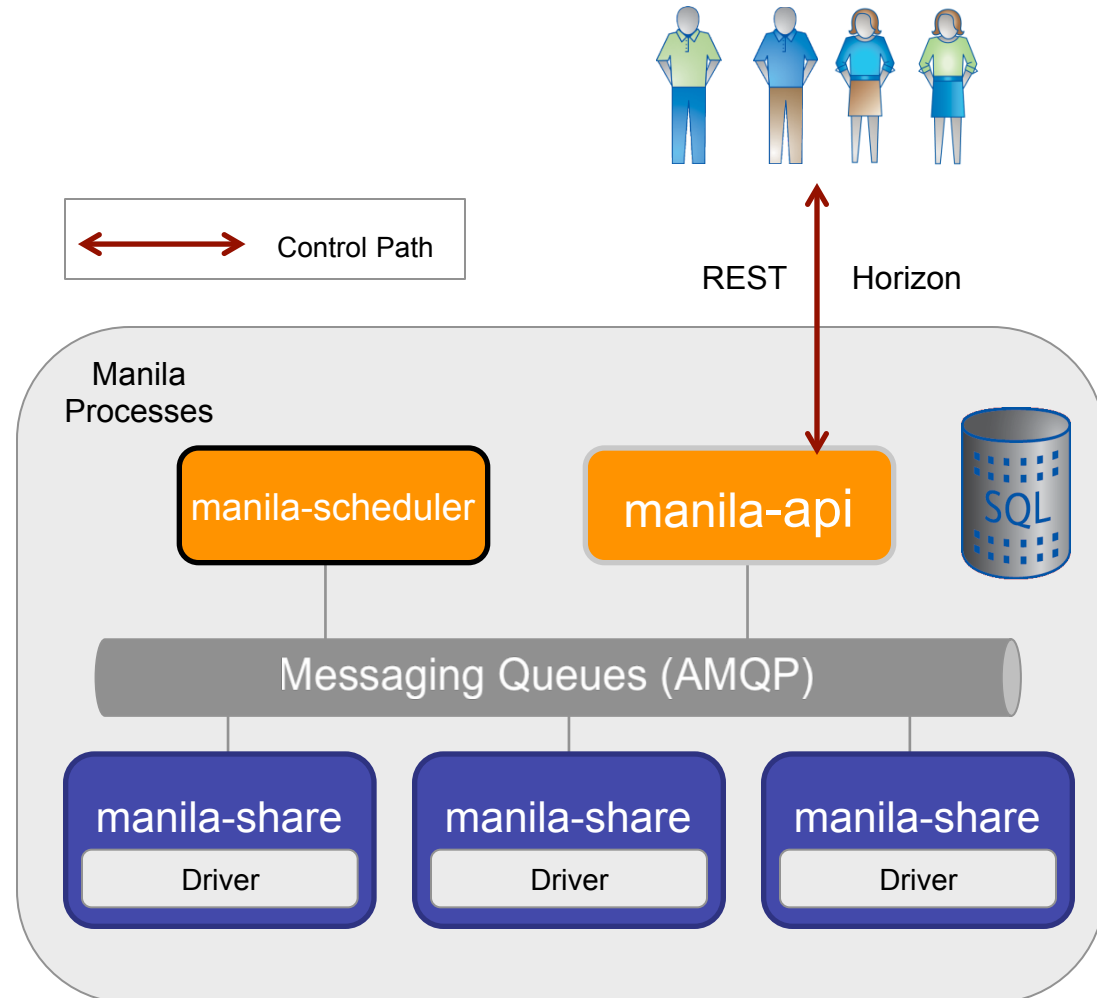 Control Path
REST
Horizon
Manila
Processes
manila-scheduler
manila-api
SQL
Messaging Queues (AMQP)
manila-share
Driver
manila-share
Driver
manila-share
Driver